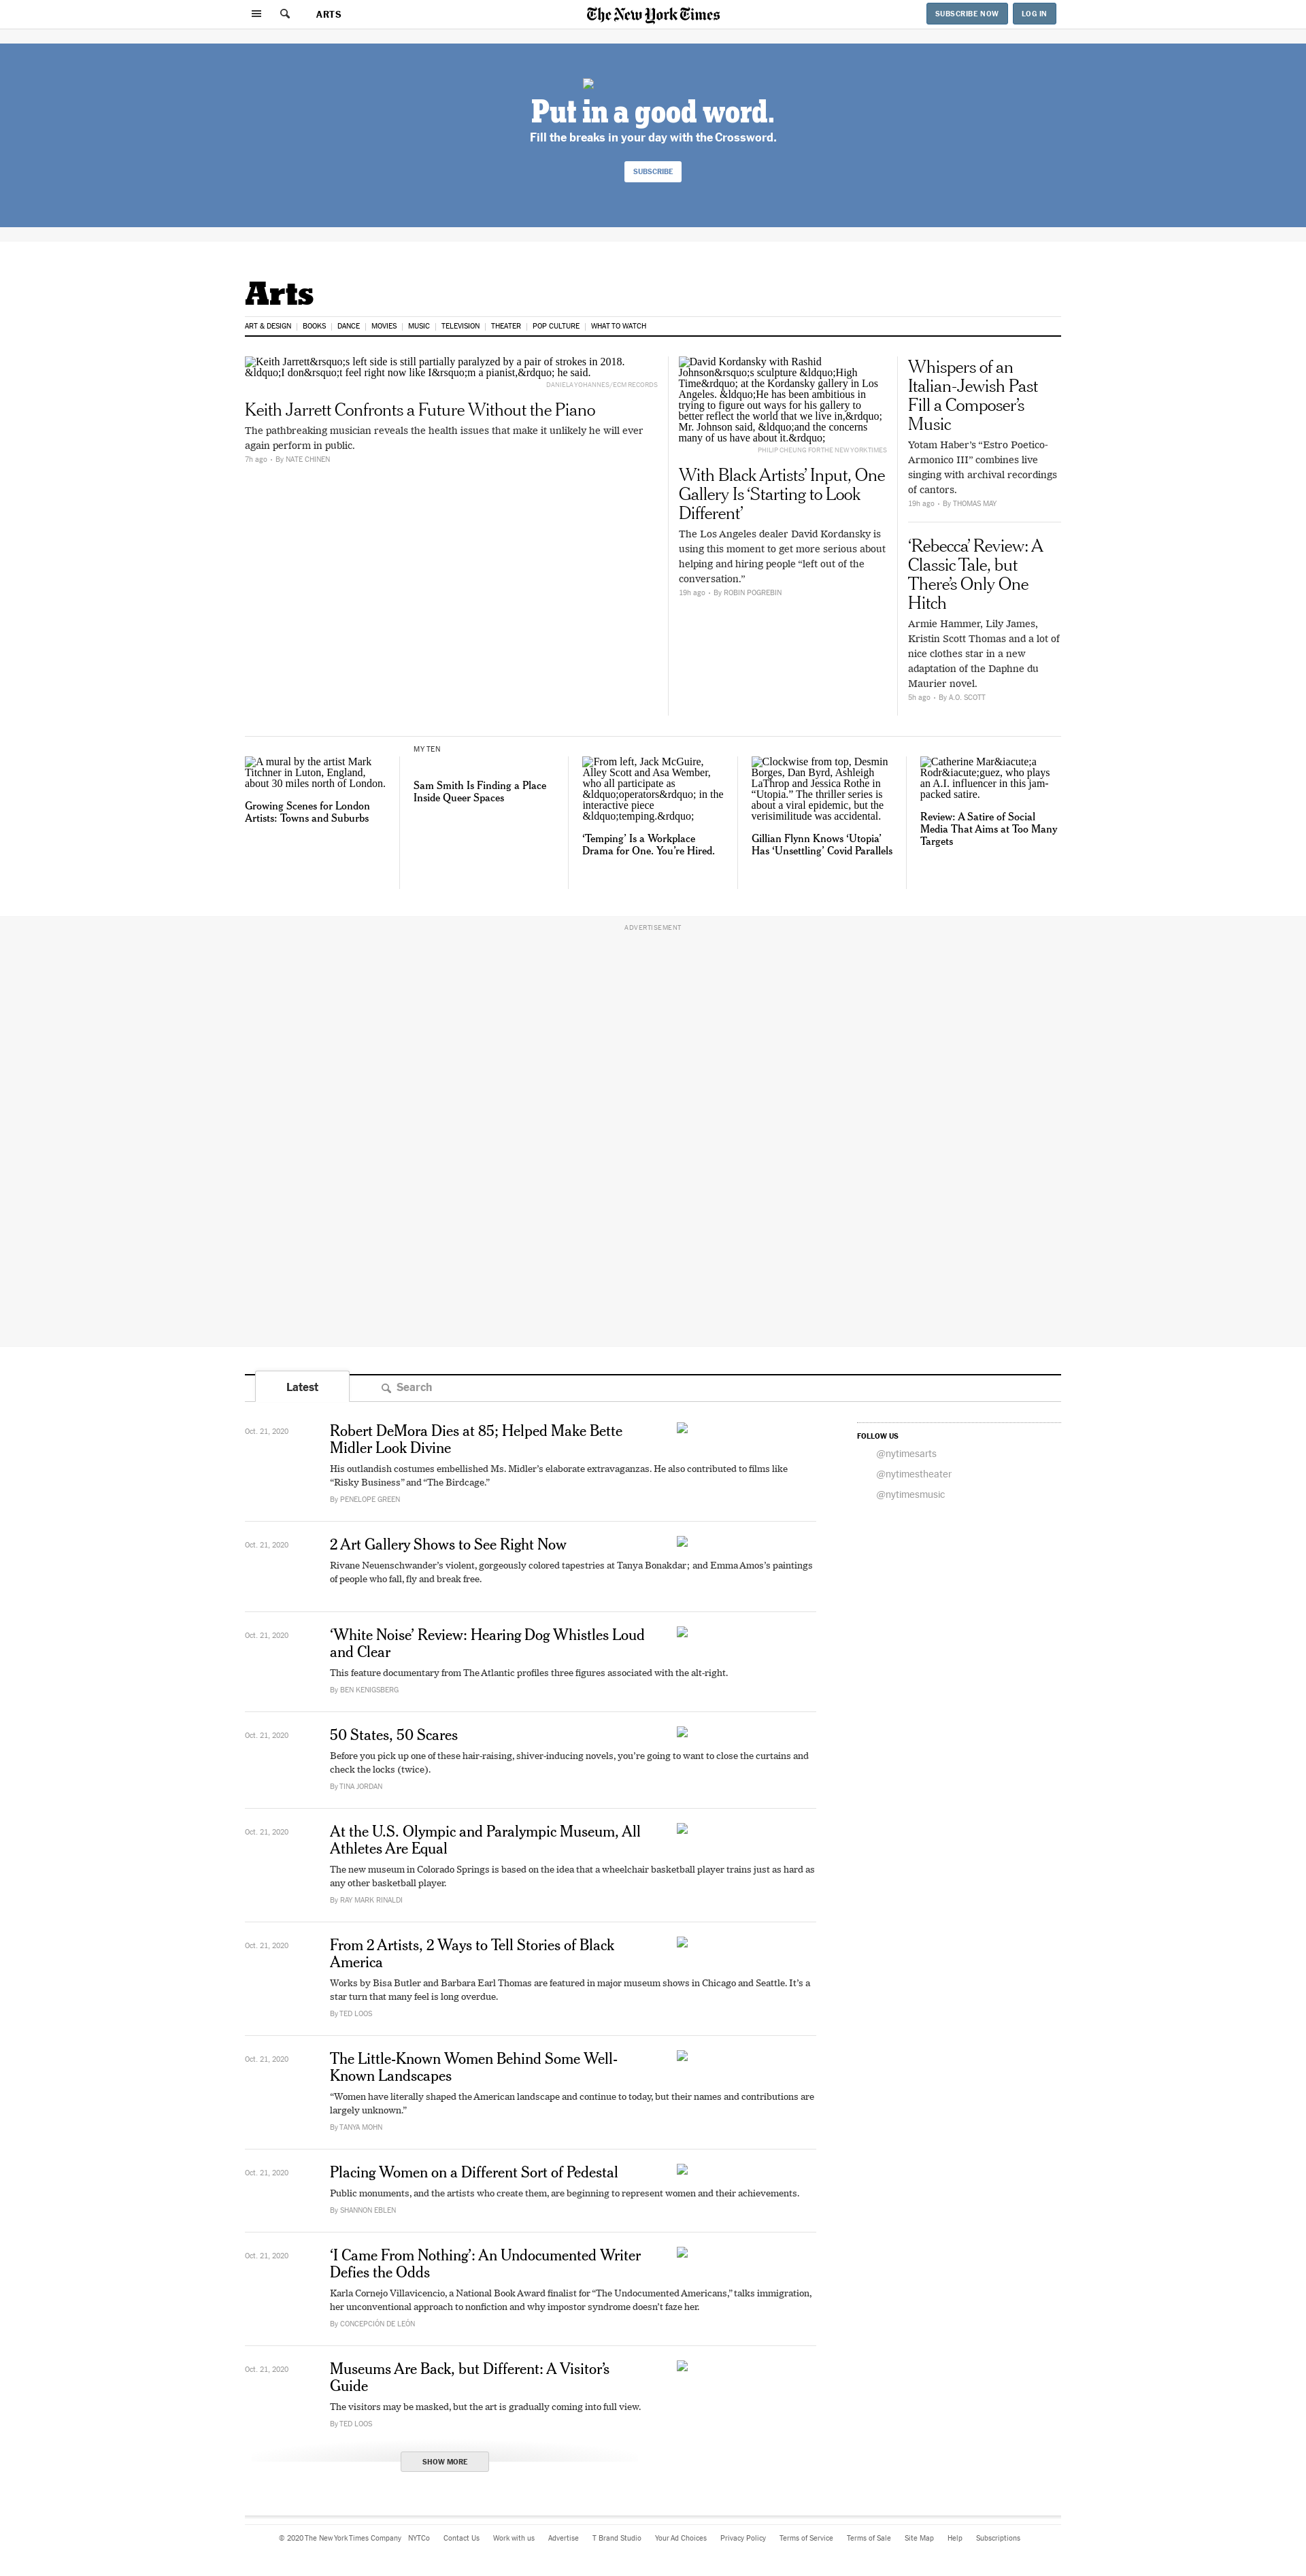 ARTS
The New York Times
SUBSCRIBE NOW
LOG IN
Put in a good word.
Fill the breaks in your day with the Crossword.
SUBSCRIBE
Arts
ART & DESIGN
BOOKS
DANCE
MOVIES
MUSIC
TELEVISION
THEATER
POP CULTURE
WHAT TO WATCH
Keith Jarrett&rsquo;s left side is still partially paralyzed by a pair of strokes in 2018.
&ldquo;I don&rsquo;t feel right now like I&rsquo;m a pianist,&rdquo; he said.
DANIELA YOHANNES/ECM RECORDS
Keith Jarrett Confronts a Future Without the Piano
The pathbreaking musician reveals the health issues that make it unlikely he will ever
again perform in public.
7h ago • By NATE CHINEN
David Kordansky with Rashid
Johnson&rsquo;s sculpture &ldquo;High
Time&rdquo; at the Kordansky gallery in Los
Angeles. &ldquo;He has been ambitious in
trying to figure out ways for his gallery to
better reflect the world that we live in,&rdquo;
Mr. Johnson said, &ldquo;and the concerns
many of us have about it.&rdquo;
PHILIP CHEUNG FOR THE NEW YORK TIMES
With Black Artists’ Input, One
Gallery Is ‘Starting to Look
Different’
The Los Angeles dealer David Kordansky is
using this moment to get more serious about
helping and hiring people “left out of the
conversation.”
19h ago • By ROBIN POGREBIN
Whispers of an
Italian-Jewish Past
Fill a Composer’s
Music
Yotam Haber’s “Estro Poetico-
Armonico III” combines live
singing with archival recordings
of cantors.
19h ago • By THOMAS MAY
‘Rebecca’ Review: A
Classic Tale, but
There’s Only One
Hitch
Armie Hammer, Lily James,
Kristin Scott Thomas and a lot of
nice clothes star in a new
adaptation of the Daphne du
Maurier novel.
5h ago • By A.O. SCOTT
A mural by the artist Mark
Titchner in Luton, England,
about 30 miles north of London.
Growing Scenes for London
Artists: Towns and Suburbs
MY TEN
Sam Smith Is Finding a Place
Inside Queer Spaces
From left, Jack McGuire,
Alley Scott and Asa Wember,
who all participate as
&ldquo;operators&rdquo; in the
interactive piece
&ldquo;temping.&rdquo;
‘Temping’ Is a Workplace
Drama for One. You’re Hired.
Clockwise from top, Desmin
Borges, Dan Byrd, Ashleigh
LaThrop and Jessica Rothe in
“Utopia.” The thriller series is
about a viral epidemic, but the
verisimilitude was accidental.
Gillian Flynn Knows ‘Utopia’
Has ‘Unsettling’ Covid Parallels
Catherine Mar&iacute;a
Rodr&iacute;guez, who plays
an A.I. influencer in this jam-
packed satire.
Review: A Satire of Social
Media That Aims at Too Many
Targets
ADVERTISEMENT
Latest
Search
Oct. 21, 2020
Robert DeMora Dies at 85; Helped Make Bette
Midler Look Divine
His outlandish costumes embellished Ms. Midler’s elaborate extravaganzas. He also contributed to films like
“Risky Business” and “The Birdcage.”
By PENELOPE GREEN
Oct. 21, 2020
2 Art Gallery Shows to See Right Now
Rivane Neuenschwander’s violent, gorgeously colored tapestries at Tanya Bonakdar; and Emma Amos’s paintings
of people who fall, fly and break free.
Oct. 21, 2020
‘White Noise’ Review: Hearing Dog Whistles Loud
and Clear
This feature documentary from The Atlantic profiles three figures associated with the alt-right.
By BEN KENIGSBERG
Oct. 21, 2020
50 States, 50 Scares
Before you pick up one of these hair-raising, shiver-inducing novels, you’re going to want to close the curtains and
check the locks (twice).
By TINA JORDAN
Oct. 21, 2020
At the U.S. Olympic and Paralympic Museum, All
Athletes Are Equal
The new museum in Colorado Springs is based on the idea that a wheelchair basketball player trains just as hard as
any other basketball player.
By RAY MARK RINALDI
Oct. 21, 2020
From 2 Artists, 2 Ways to Tell Stories of Black
America
Works by Bisa Butler and Barbara Earl Thomas are featured in major museum shows in Chicago and Seattle. It’s a
star turn that many feel is long overdue.
By TED LOOS
Oct. 21, 2020
The Little-Known Women Behind Some Well-
Known Landscapes
“Women have literally shaped the American landscape and continue to today, but their names and contributions are
largely unknown.”
By TANYA MOHN
Oct. 21, 2020
Placing Women on a Different Sort of Pedestal
Public monuments, and the artists who create them, are beginning to represent women and their achievements.
By SHANNON EBLEN
Oct. 21, 2020
‘I Came From Nothing’: An Undocumented Writer
Defies the Odds
Karla Cornejo Villavicencio, a National Book Award finalist for “The Undocumented Americans,” talks immigration,
her unconventional approach to nonfiction and why impostor syndrome doesn’t faze her.
By CONCEPCIÓN DE LEÓN
Oct. 21, 2020
Museums Are Back, but Different: A Visitor’s
Guide
The visitors may be masked, but the art is gradually coming into full view.
By TED LOOS
SHOW MORE
FOLLOW US
@nytimesarts
@nytimestheater
@nytimesmusic
© 2020 The New York Times Company
NYTCo
Contact Us
Work with us
Advertise
T Brand Studio
Your Ad Choices
Privacy Policy
Terms of Service
Terms of Sale
Site Map
Help
Subscriptions